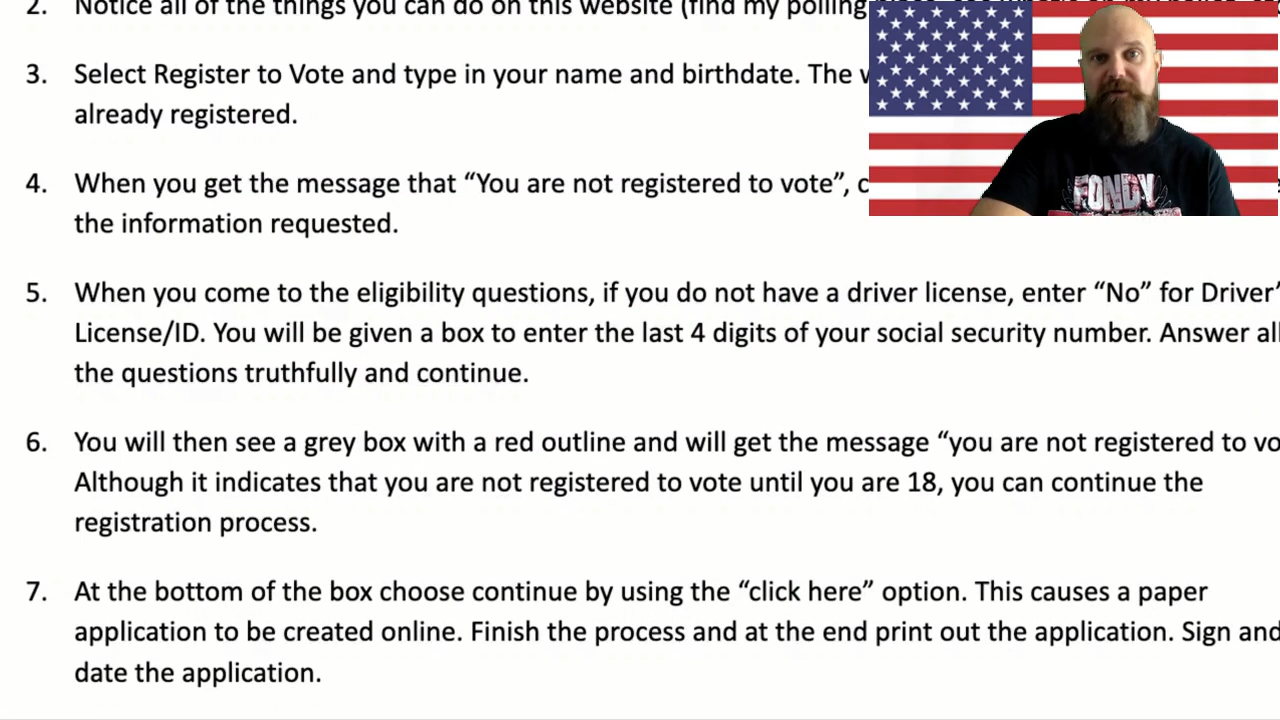 2. Notice all of the things you can do on this website (find my polling
3. Select Register to Vote and type in your name and birthdate. The
already registered.
4. When you get the message that “You are not registered to vote”,
the information requested.
5. When you come to the eligibility questions, if you do not have a driver license, enter “No” for Driver’
License/ID. You will be given a box to enter the last 4 digits of your social security number. Answer all
the questions truthfully and continue.
6. You will then see a grey box with a red outline and will get the message “you are not registered to vo
Although it indicates that you are not registered to vote until you are 18, you can continue the
registration process.
7. At the bottom of the box choose continue by using the “click here” option. This causes a paper
application to be created online. Finish the process and at the end print out the application. Sign and
date the application.
FONDY